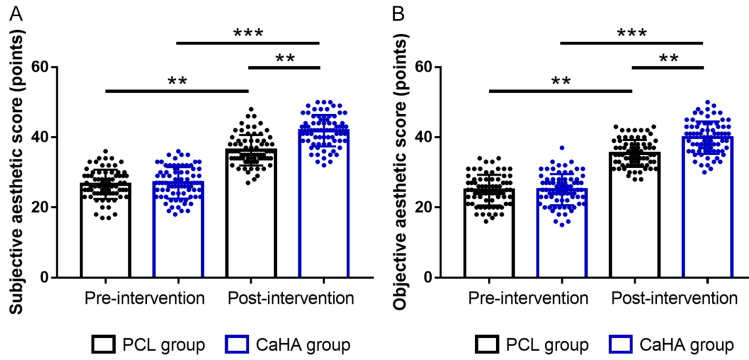 A
Subjective aesthetic score (points)
60
40
20
0
***
**
**
Pre-intervention Post-intervention
PCL group CaHA group
B
Objective aesthetic score (points)
60
40
20
0
***
**
**
Pre-intervention Post-intervention
PCL group CaHA group